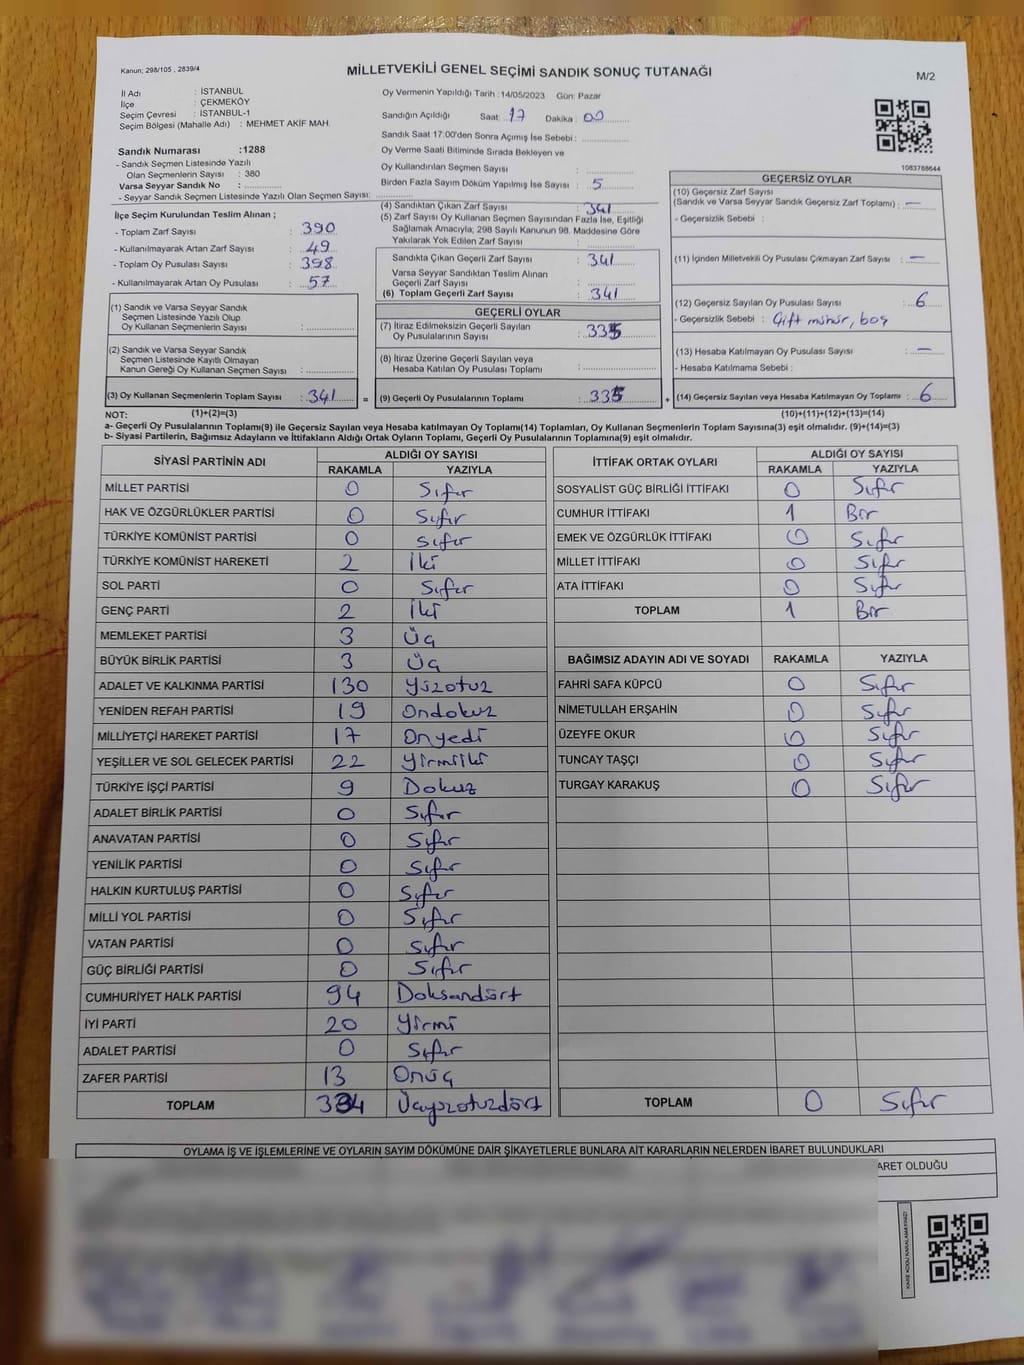 Kanun; 298/105 , 2839/4
MİLLETVEKİLİ GENEL SEÇİMİ SANDIK SONUÇ TUTANAĞI
M/2
İl Adı : İSTANBUL
İlçe : ÇEKMEKÖY
Seçim Çevresi : İSTANBUL-1
Seçim Bölgesi (Mahalle Adı) : MEHMET AKİF MAH.
Sandık Numarası :1288
- Sandık Seçmen Listesinde Yazılı
Olan Seçmenlerin Sayısı : 380
Varsa Seyyar Sandık No :
- Seyyar Sandık Seçmen Listesinde Yazılı Olan Seçmen Sayısı:
İlçe Seçim Kurulundan Teslim Alınan ;
- Toplam Zarf Sayısı : 390
- Kullanılmayarak Artan Zarf Sayısı : 49
- Toplam Oy Pusulası Sayısı : 398
- Kullanılmayarak Artan Oy Pusulası : 57
(1) Sandık ve Varsa Seyyar Sandık
Seçmen Listesinde Yazılı Olup
Oy Kullanan Seçmenlerin Sayısı :
(2) Sandık ve Varsa Seyyar Sandık
Seçmen Listesinde Kayıtlı Olmayan
Kanun Gereği Oy Kullanan Seçmen Sayısı :
(3) Oy Kullanan Seçmenlerin Toplam Sayısı : 341 =
Oy Vermenin Yapıldığı Tarih :14/05/2023 Gün: Pazar
Sandığın Açıldığı Saat: 17 Dakika : 00
Sandık Saat 17:00'den Sonra Açımış İse Sebebi :
Oy Verme Saati Bitiminde Sırada Bekleyen ve
Oy Kullandırılan Seçmen Sayısı :
Birden Fazla Sayım Döküm Yapılmış İse Sayısı : 5
(4) Sandıktan Çıkan Zarf Sayısı : 341
(5) Zarf Sayısı Oy Kullanan Seçmen Sayısından Fazla İse, Eşitliği
Sağlamak Amacıyla; 298 Sayılı Kanunun 98. Maddesine Göre
Yakılarak Yok Edilen Zarf Sayısı :
Sandıkta Çıkan Geçerli Zarf Sayısı : 341
Varsa Seyyar Sandıktan Teslim Alınan
Geçerli Zarf Sayısı :
(6) Toplam Geçerli Zarf Sayısı : 341
GEÇERLİ OYLAR
(7) İtiraz Edilmeksizin Geçerli Sayılan
Oy Pusulalarının Sayısı : 335
(8) İtiraz Üzerine Geçerli Sayılan veya
Hesaba Katılan Oy Pusulası Toplamı :
(9) Geçerli Oy Pusulalarının Toplamı : 335 +
1083788644
GEÇERSİZ OYLAR
(10) Geçersiz Zarf Sayısı
(Sandık ve Varsa Seyyar Sandık Geçersiz Zarf Toplamı) : —
- Geçersizlik Sebebi :
(11) İçinden Milletvekili Oy Pusulası Çıkmayan Zarf Sayısı : —
(12) Geçersiz Sayılan Oy Pusulası Sayısı : 6
- Geçersizlik Sebebi : Çift mühür, boş
(13) Hesaba Katılmayan Oy Pusulası Sayısı : —
- Hesaba Katılmama Sebebi :
(14) Geçersiz Sayılan veya Hesaba Katılmayan Oy Toplamı : 6
NOT: (1)+(2)=(3) (10)+(11)+(12)+(13)=(14)
a- Geçerli Oy Pusulalarının Toplamı(9) ile Geçersiz Sayılan veya Hesaba katılmayan Oy Toplamı(14) Toplamları, Oy Kullanan Seçmenlerin Toplam Sayısına(3) eşit olmalıdır. (9)+(14)=(3)
b- Siyasi Partilerin, Bağımsız Adayların ve İttifakların Aldığı Ortak Oyların Toplamı, Geçerli Oy Pusulalarının Toplamına(9) eşit olmalıdır.
SİYASİ PARTİNİN ADI ALDIĞI OY SAYISI
RAKAMLA YAZIYLA
MİLLET PARTİSİ 0 Sıfır
HAK VE ÖZGÜRLÜKLER PARTİSİ 0 Sıfır
TÜRKİYE KOMÜNİST PARTİSİ 0 Sıfır
TÜRKİYE KOMÜNİST HAREKETİ 2 İki
SOL PARTİ 0 Sıfır
GENÇ PARTİ 2 İki
MEMLEKET PARTİSİ 3 Üç
BÜYÜK BİRLİK PARTİSİ 3 Üç
ADALET VE KALKINMA PARTİSİ 130 Yüzotuz
YENİDEN REFAH PARTİSİ 19 Ondokuz
MİLLİYETÇİ HAREKET PARTİSİ 17 Onyedi
YEŞİLLER VE SOL GELECEK PARTİSİ 22 Yirmiiki
TÜRKİYE İŞÇİ PARTİSİ 9 Dokuz
ADALET BİRLİK PARTİSİ 0 Sıfır
ANAVATAN PARTİSİ 0 Sıfır
YENİLİK PARTİSİ 0 Sıfır
HALKIN KURTULUŞ PARTİSİ 0 Sıfır
MİLLİ YOL PARTİSİ 0 Sıfır
VATAN PARTİSİ 0 Sıfır
GÜÇ BİRLİĞİ PARTİSİ 0 Sıfır
CUMHURİYET HALK PARTİSİ 94 Doksandört
İYİ PARTİ 20 Yirmi
ADALET PARTİSİ 0 Sıfır
ZAFER PARTİSİ 13 Onüç
TOPLAM 334 Üçyüzotuzdört
İTTİFAK ORTAK OYLARI ALDIĞI OY SAYISI
RAKAMLA YAZIYLA
SOSYALİST GÜÇ BİRLİĞİ İTTİFAKI 0 Sıfır
CUMHUR İTTİFAKI 1 Bir
EMEK VE ÖZGÜRLÜK İTTİFAKI 0 Sıfır
MİLLET İTTİFAKI 0 Sıfır
ATA İTTİFAKI 0 Sıfır
TOPLAM 1 Bir
BAĞIMSIZ ADAYIN ADI VE SOYADI RAKAMLA YAZIYLA
FAHRİ SAFA KÜPCÜ 0 Sıfır
NİMETULLAH ERŞAHİN 0 Sıfır
ÜZEYFE OKUR 0 Sıfır
TUNCAY TAŞÇI 0 Sıfır
TURGAY KARAKUŞ 0 Sıfır
TOPLAM 0 Sıfır
OYLAMA İŞ VE İŞLEMLERİNE VE OYLARIN SAYIM DÖKÜMÜNE DAİR ŞİKAYETLERLE BUNLARA AİT KARARLARIN NELERDEN İBARET BULUNDUKLARI
ARET OLDUĞU